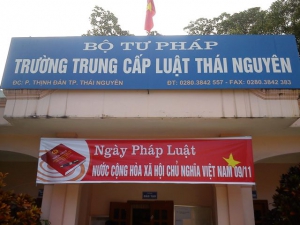 BỘ TƯ PHÁP
TRƯỜNG TRUNG CẤP LUẬT THÁI NGUYÊN
ĐC. P. THỊNH ĐÁN TP. THÁI NGUYÊN ĐT: 0280.3842 557 - FAX: 0280.3842 383
Ngày Pháp Luật
NƯỚC CỘNG HÒA XÃ HỘI CHỦ NGHĨA VIỆT NAM 09/11